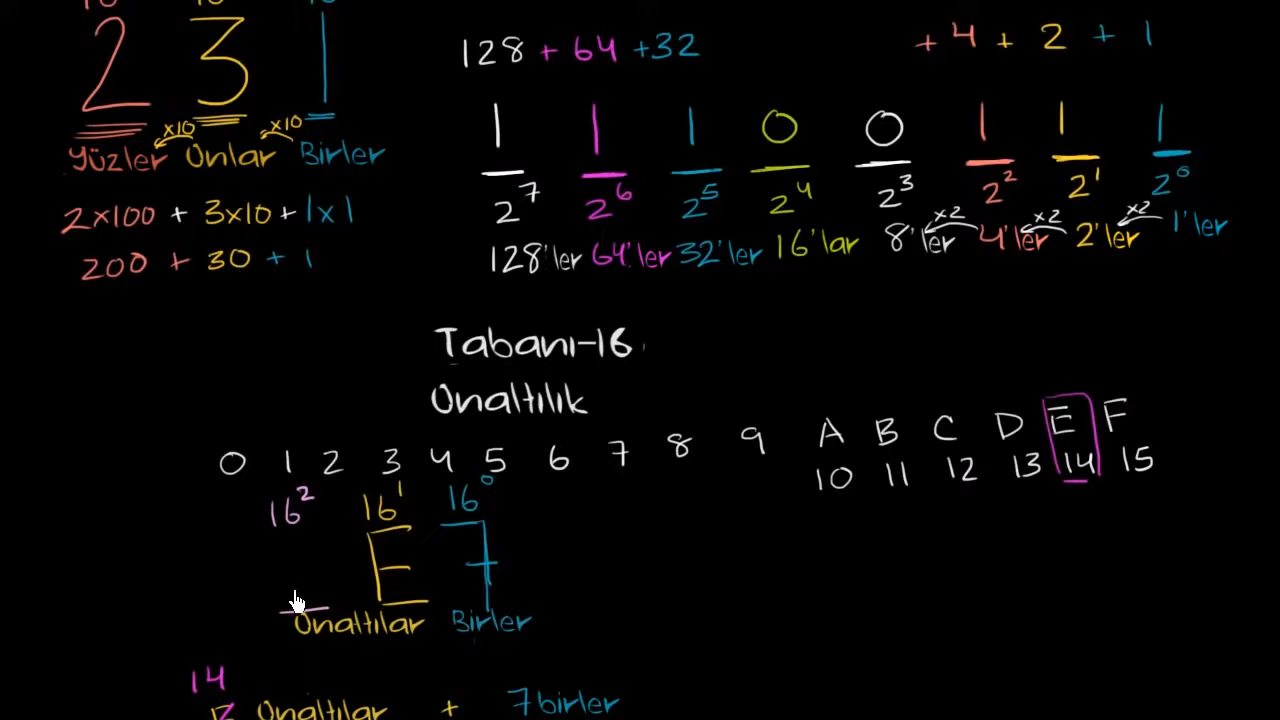 10 10 10
2 3 1
x10 x10
Yüzler Onlar Birler
2x100 + 3x10 + 1x1
200 + 30 + 1
128 + 64 +32 + 4 + 2 + 1
1 1 1 0 0 1 1 1
2^7 2^6 2^5 2^4 2^3 2^2 2^1 2^0
x2 x2 x2
128'ler 64'ler 32'ler 16'lar 8'ler 4'ler 2'ler 1'ler
Tabanı-16
Onaltılık
0 1 2 3 4 5 6 7 8 9 A B C D E F
10 11 12 13 14 15
16^2 16^1 16^0
E 7
Onaltılar Birler
14
Onaltılar + 7birler